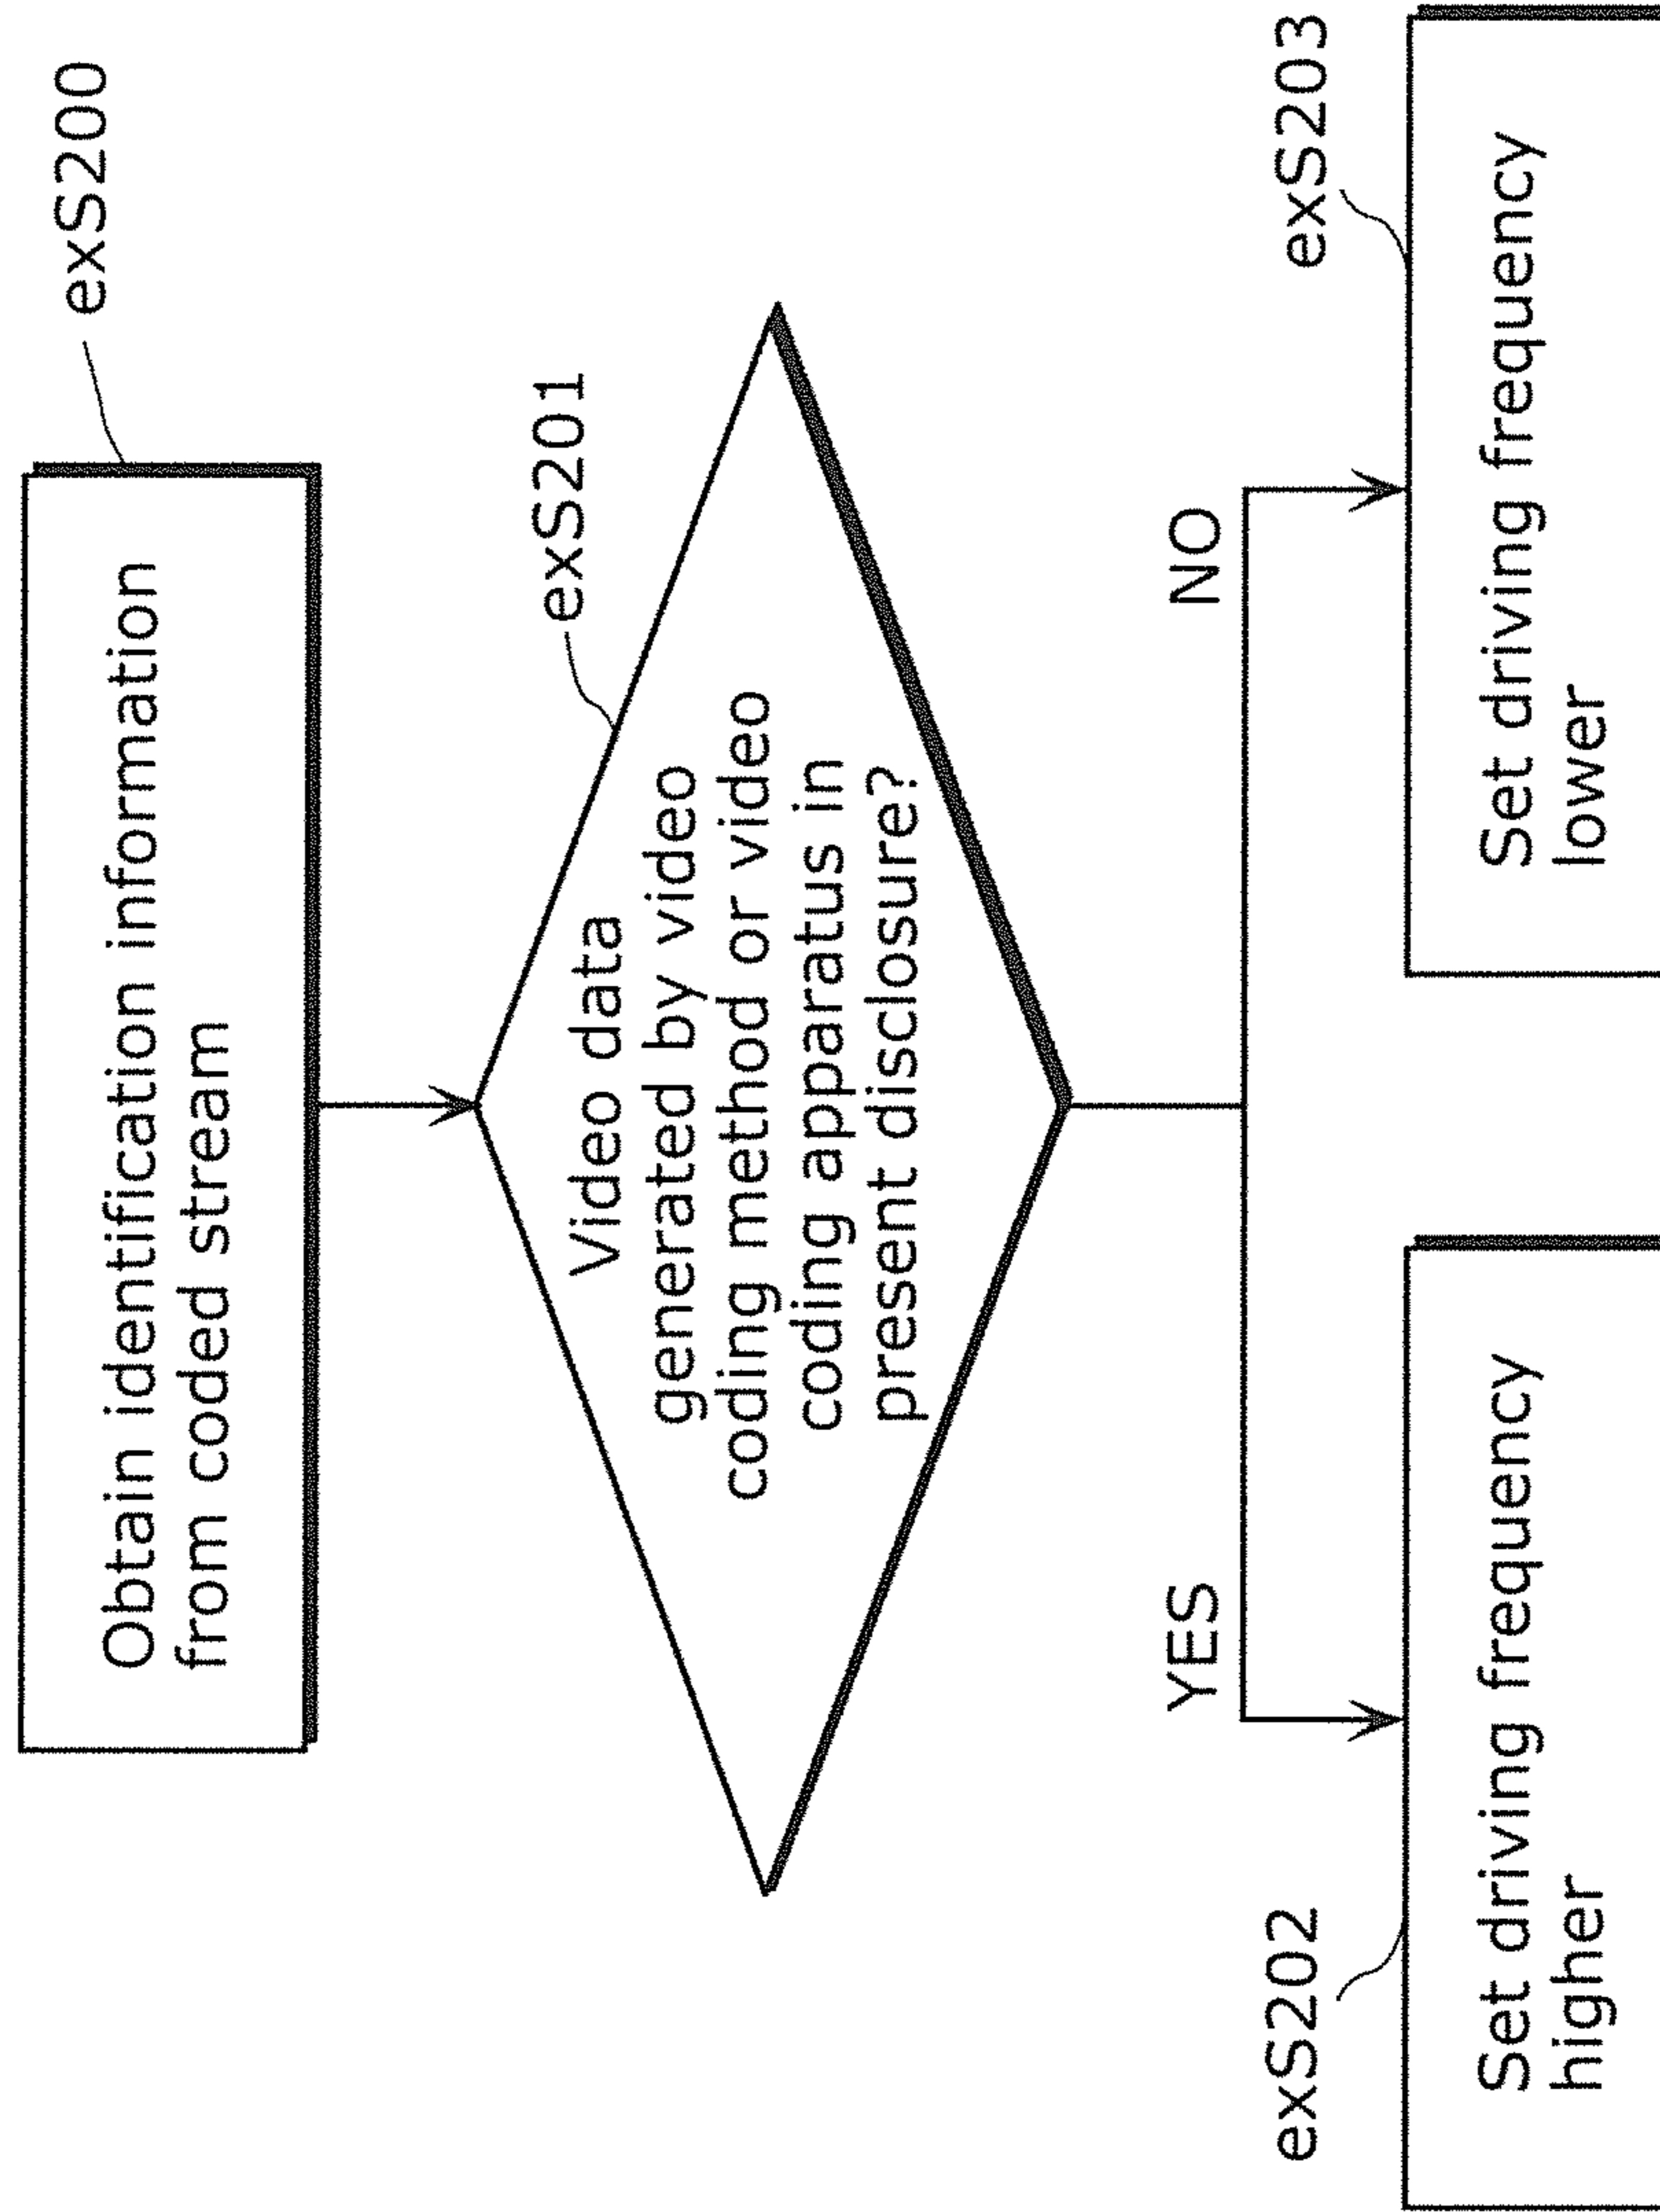 exS200
Obtain identification information
from coded stream
exS201
Video data
generated by video
coding method or video
coding apparatus in
present disclosure?
YES
NO
exS202
Set driving frequency
higher
exS203
Set driving frequency
lower